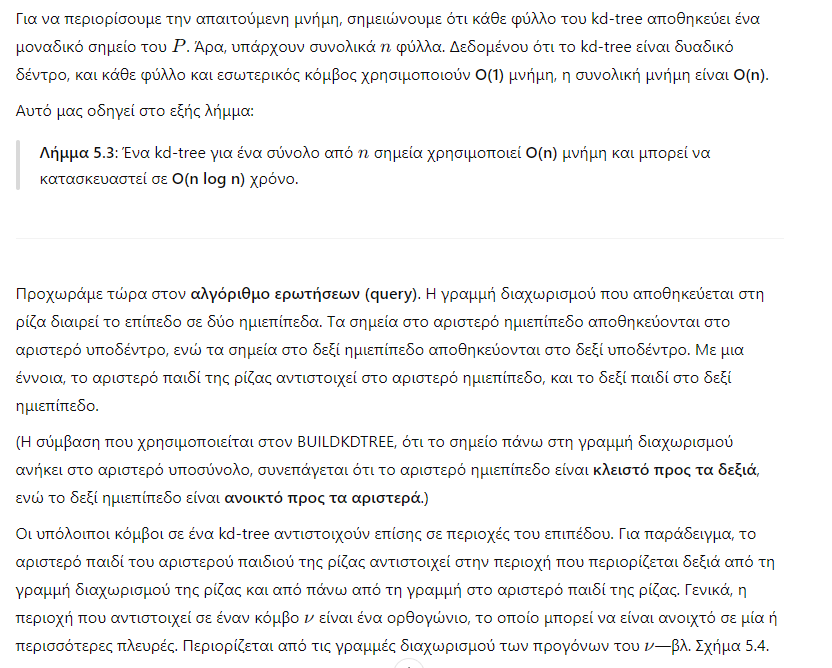 Για να περιορίσουμε την απαιτούμενη μνήμη, σημειώνουμε ότι κάθε φύλλο του kd-tree αποθηκεύει ένα
μοναδικό σημείο του P. Άρα, υπάρχουν συνολικά n φύλλα. Δεδομένου ότι το kd-tree είναι δυαδικό
δέντρο, και κάθε φύλλο και εσωτερικός κόμβος χρησιμοποιούν O(1) μνήμη, η συνολική μνήμη είναι O(n).
Αυτό μας οδηγεί στο εξής λήμμα:
Λήμμα 5.3: Ένα kd-tree για ένα σύνολο από n σημεία χρησιμοποιεί O(n) μνήμη και μπορεί να
κατασκευαστεί σε O(n log n) χρόνο.
Προχωράμε τώρα στον αλγόριθμο ερωτήσεων (query). Η γραμμή διαχωρισμού που αποθηκεύεται στη
ρίζα διαιρεί το επίπεδο σε δύο ημιεπίπεδα. Τα σημεία στο αριστερό ημιεπίπεδο αποθηκεύονται στο
αριστερό υποδέντρο, ενώ τα σημεία στο δεξί ημιεπίπεδο αποθηκεύονται στο δεξί υποδέντρο. Με μια
έννοια, το αριστερό παιδί της ρίζας αντιστοιχεί στο αριστερό ημιεπίπεδο, και το δεξί παιδί στο δεξί
ημιεπίπεδο.
(Η σύμβαση που χρησιμοποιείται στον BUILDKDTREE, ότι το σημείο πάνω στη γραμμή διαχωρισμού
ανήκει στο αριστερό υποσύνολο, συνεπάγεται ότι το αριστερό ημιεπίπεδο είναι κλειστό προς τα δεξιά,
ενώ το δεξί ημιεπίπεδο είναι ανοικτό προς τα αριστερά.)
Οι υπόλοιποι κόμβοι σε ένα kd-tree αντιστοιχούν επίσης σε περιοχές του επιπέδου. Για παράδειγμα, το
αριστερό παιδί του αριστερού παιδιού της ρίζας αντιστοιχεί στην περιοχή που περιορίζεται δεξιά από τη
γραμμή διαχωρισμού της ρίζας και από πάνω από τη γραμμή στο αριστερό παιδί της ρίζας. Γενικά, η
περιοχή που αντιστοιχεί σε έναν κόμβο ν είναι ένα ορθογώνιο, το οποίο μπορεί να είναι ανοιχτό σε μία ή
περισσότερες πλευρές. Περιορίζεται από τις γραμμές διαχωρισμού των προγόνων του ν—βλ. Σχήμα 5.4.